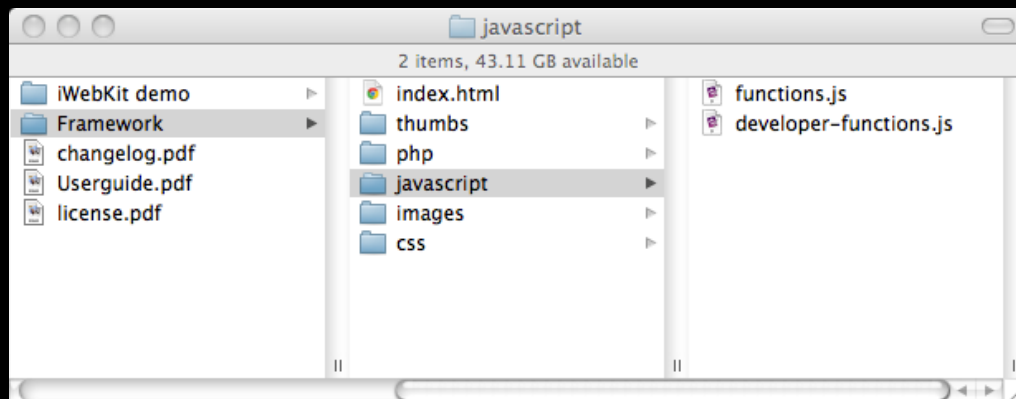 javascript
2 items, 43.11 GB available
iWebKit demo
Framework
changelog.pdf
Userguide.pdf
license.pdf
index.html
thumbs
php
javascript
images
css
functions.js
developer-functions.js